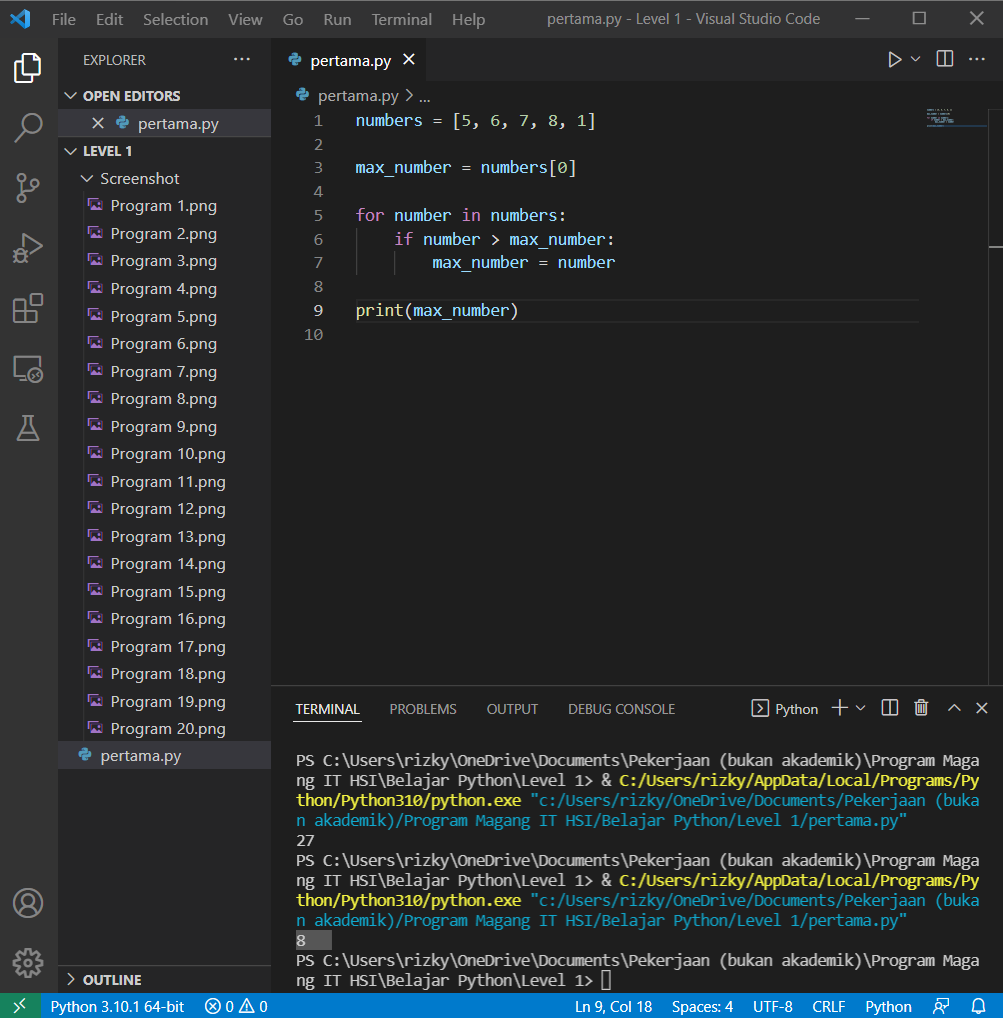 File Edit Selection View Go Run Terminal Help pertama.py - Level 1 - Visual Studio Code
EXPLORER
OPEN EDITORS
pertama.py
LEVEL 1
Screenshot
Program 1.png
Program 2.png
Program 3.png
Program 4.png
Program 5.png
Program 6.png
Program 7.png
Program 8.png
Program 9.png
Program 10.png
Program 11.png
Program 12.png
Program 13.png
Program 14.png
Program 15.png
Program 16.png
Program 17.png
Program 18.png
Program 19.png
Program 20.png
pertama.py
OUTLINE
pertama.py
pertama.py > ...
1 numbers = [5, 6, 7, 8, 1]
2
3 max_number = numbers[0]
4
5 for number in numbers:
6     if number > max_number:
7         max_number = number
8
9 print(max_number)
10
TERMINAL PROBLEMS OUTPUT DEBUG CONSOLE Python
PS C:\Users\rizky\OneDrive\Documents\Pekerjaan (bukan akademik)\Program Maga
ng IT HSI\Belajar Python\Level 1> & C:/Users/rizky/AppData/Local/Programs/Py
thon/Python310/python.exe "c:/Users/rizky/OneDrive/Documents/Pekerjaan (buka
n akademik)/Program Magang IT HSI/Belajar Python/Level 1/pertama.py"
27
PS C:\Users\rizky\OneDrive\Documents\Pekerjaan (bukan akademik)\Program Maga
ng IT HSI\Belajar Python\Level 1> & C:/Users/rizky/AppData/Local/Programs/Py
thon/Python310/python.exe "c:/Users/rizky/OneDrive/Documents/Pekerjaan (buka
n akademik)/Program Magang IT HSI/Belajar Python/Level 1/pertama.py"
8
PS C:\Users\rizky\OneDrive\Documents\Pekerjaan (bukan akademik)\Program Maga
ng IT HSI\Belajar Python\Level 1>
Python 3.10.1 64-bit 0 0 Ln 9, Col 18 Spaces: 4 UTF-8 CRLF Python